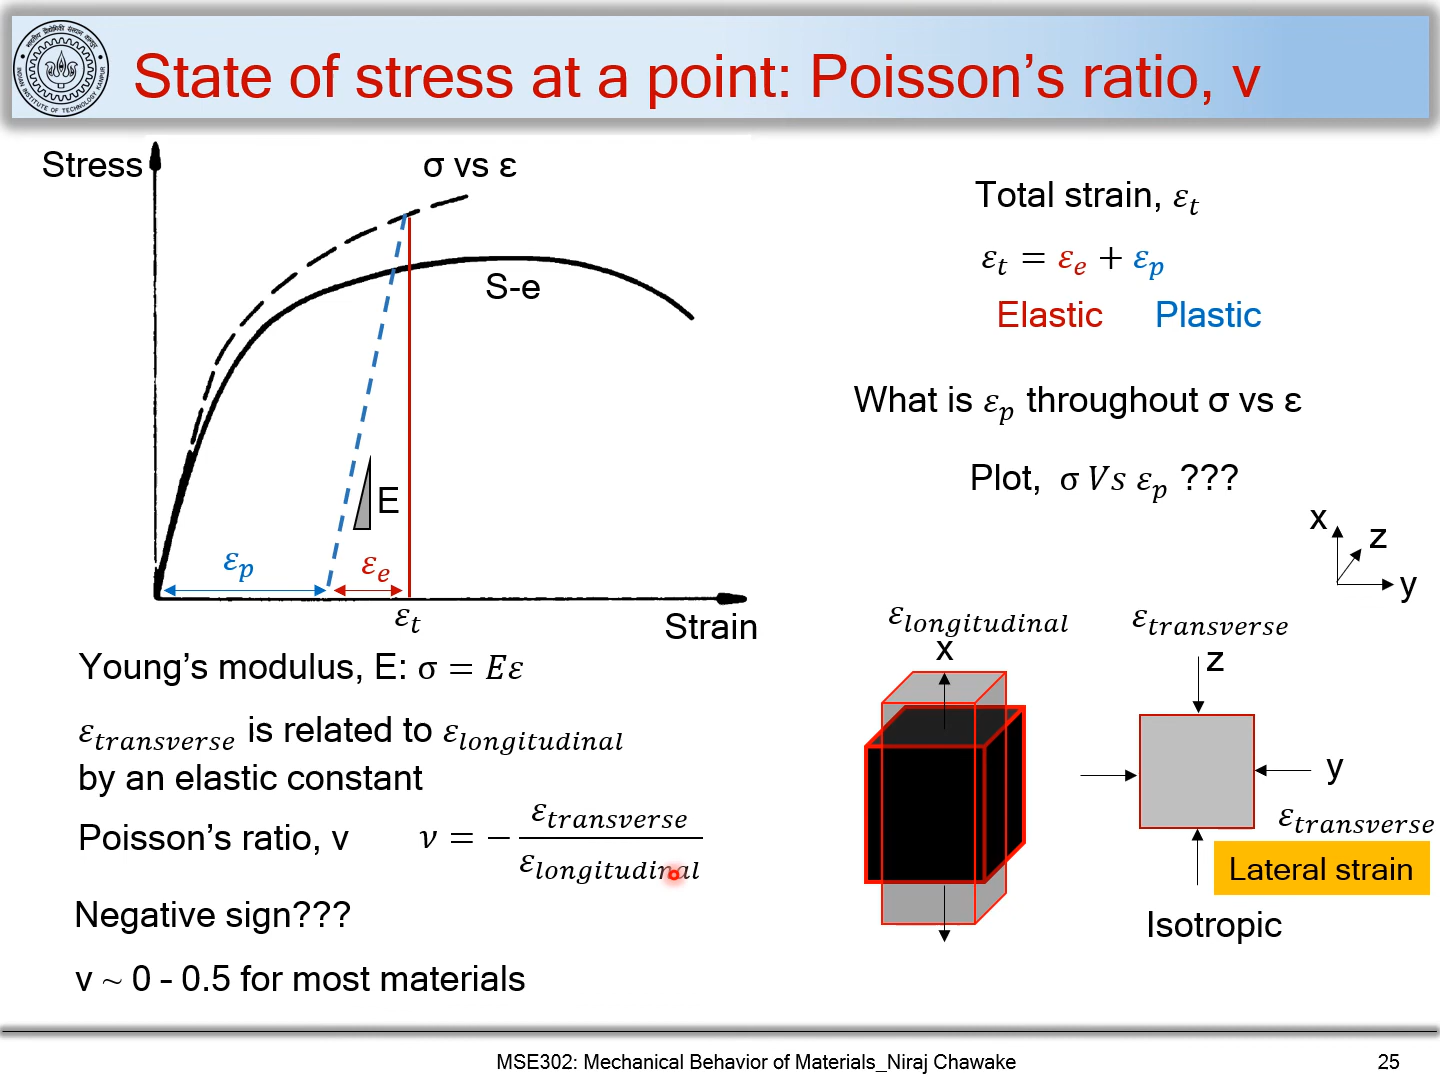 State of stress at a point: Poisson's ratio, ν
Stress
σ vs ε
S-e
E
εp
εe
εt
Strain
Total strain, εt
εt = εe + εp
Elastic Plastic
What is εp throughout σ vs ε
Plot, σ Vs εp ???
x
z
y
Young's modulus, E: σ = Eε
εtransverse is related to εlongitudinal
by an elastic constant
Poisson's ratio, ν ν = − εtransverse / εlongitudinal
Negative sign???
ν ~ 0 - 0.5 for most materials
εlongitudinal
x
εtransverse
z
y
εtransverse
Lateral strain
Isotropic
MSE302: Mechanical Behavior of Materials_Niraj Chawake
25